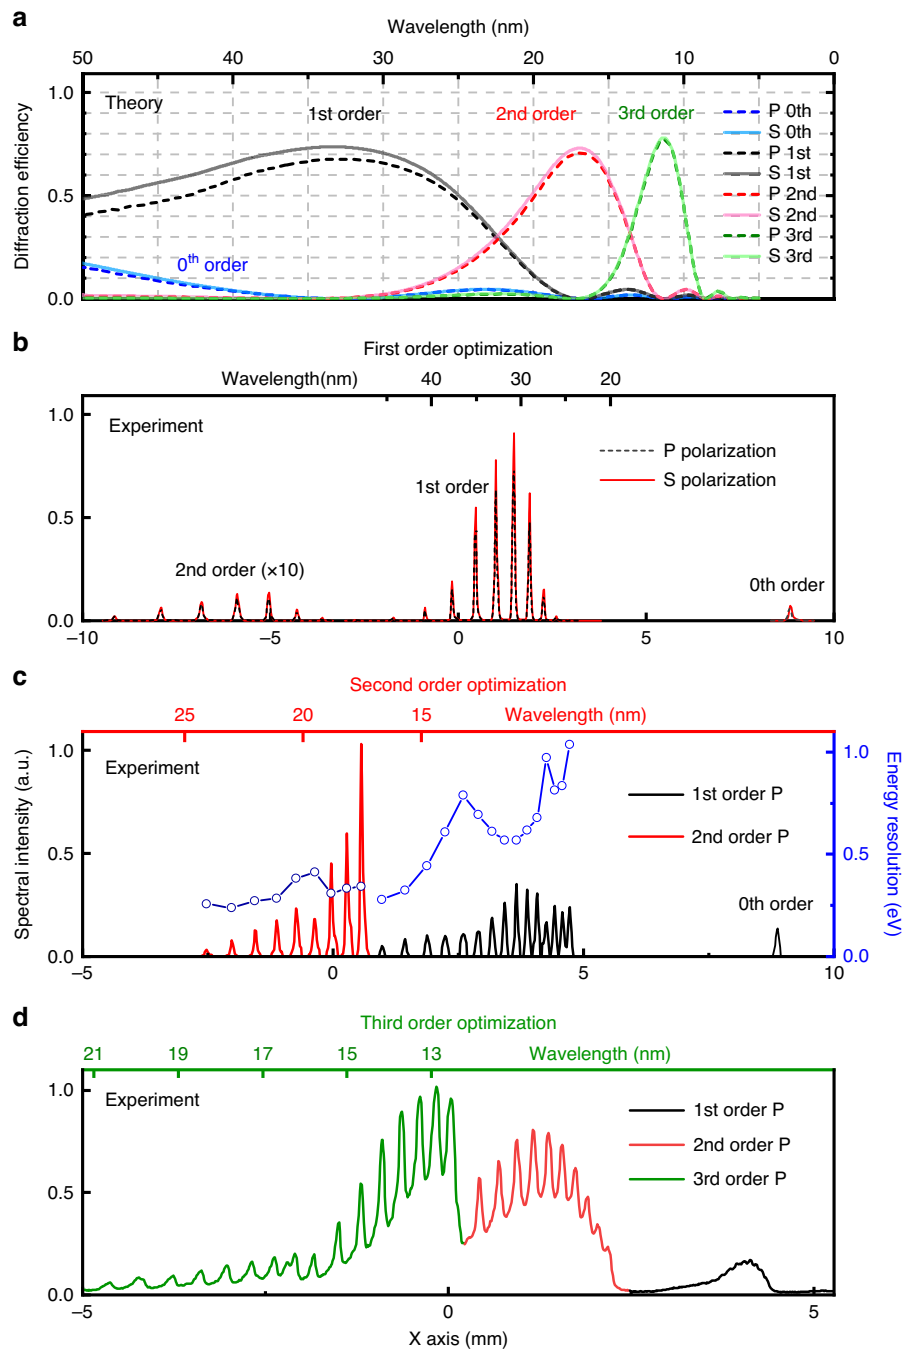 a
Wavelength (nm)
50 40 30 20 10 0
1.0
0.5
0.0
Diffraction efficiency
Theory
1st order
2nd order
3rd order
0th order
P 0th
S 0th
P 1st
S 1st
P 2nd
S 2nd
P 3rd
S 3rd
b
First order optimization
Wavelength(nm) 40 30 20
1.0
0.5
0.0
Experiment
1st order
2nd order (×10)
0th order
P polarization
S polarization
−10 −5 0 5 10
c
Second order optimization
25 20 15 Wavelength (nm)
1.0
0.5
0.0
Spectral intensity (a.u.)
Experiment
1st order P
2nd order P
0th order
1.0
0.5
0.0
Energy resolution (eV)
−5 0 5 10
d
Third order optimization
21 19 17 15 13 Wavelength (nm)
1.0
0.5
0.0
Experiment
1st order P
2nd order P
3rd order P
−5 0 5
X axis (mm)